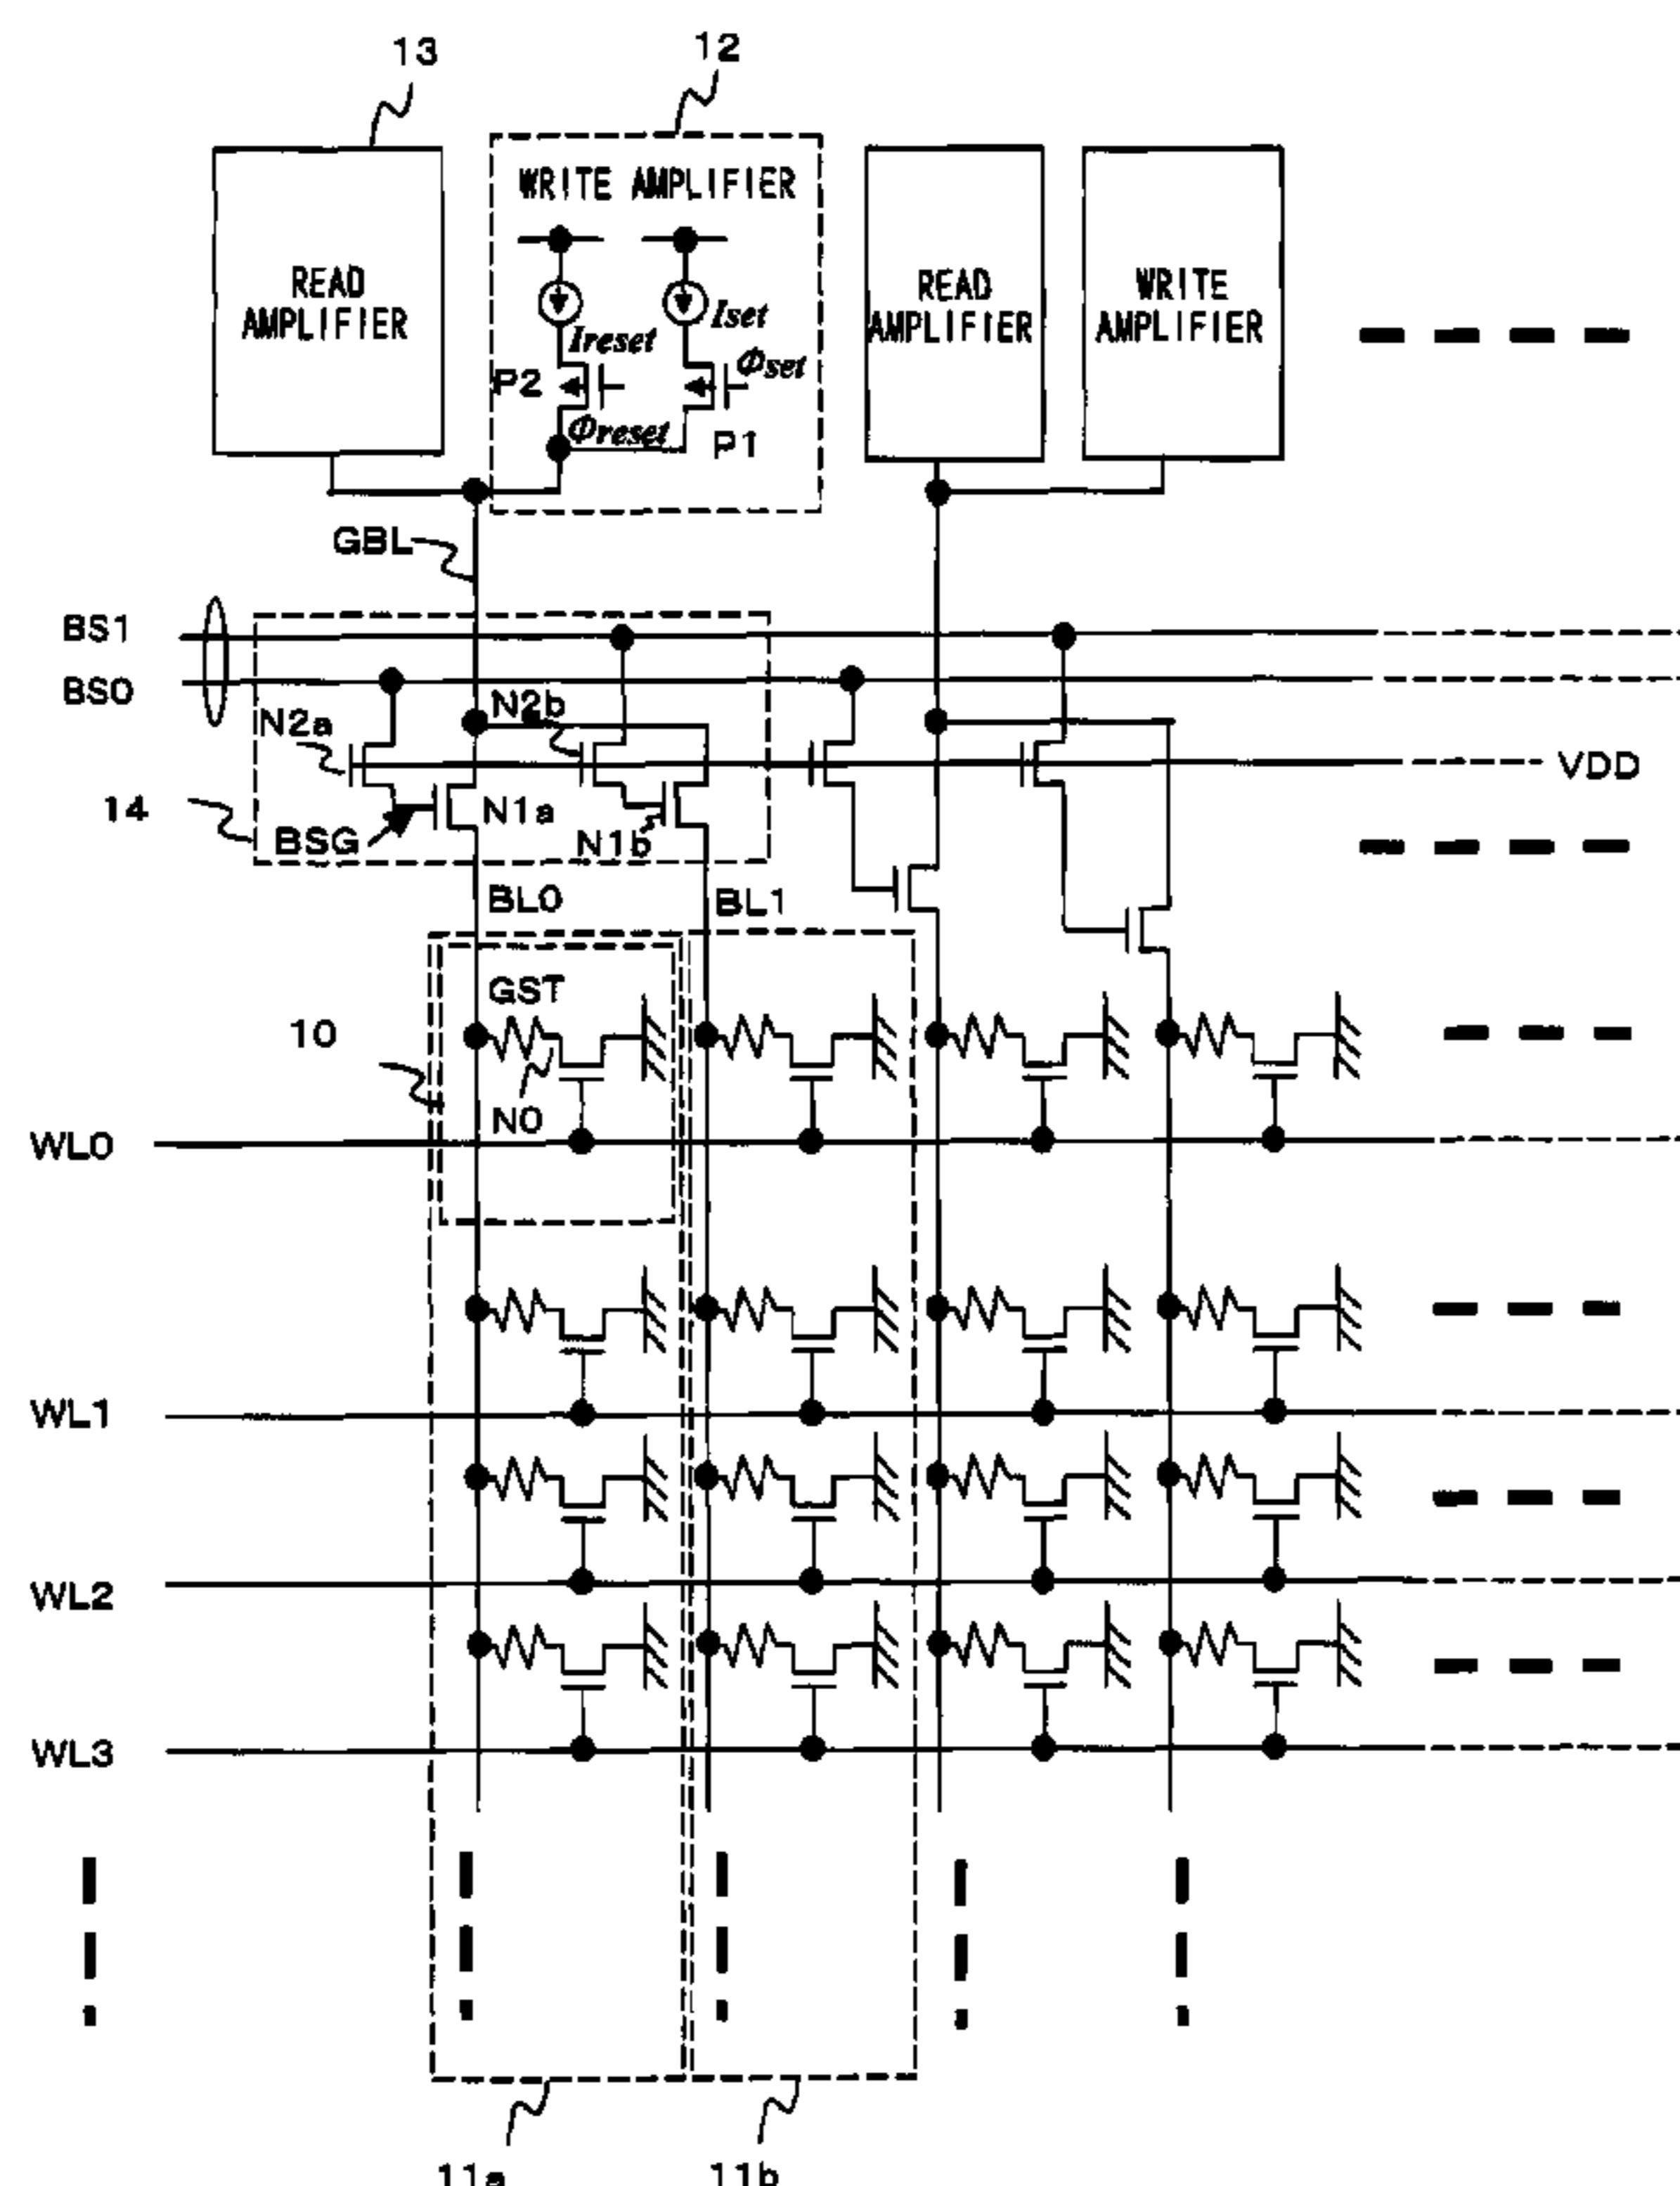 13
12
WRITE AMPLIFIER
READ
AMPLIFIER
Ireset
Iset
P2
Φset
Φreset
P1
READ
AMPLIFIER
WRITE
AMPLIFIER
GBL
BS1
BS0
N2a
N2b
VDD
14
BSG
N1a
N1b
BL0
BL1
GST
10
N0
WL0
WL1
WL2
WL3
11a
11b